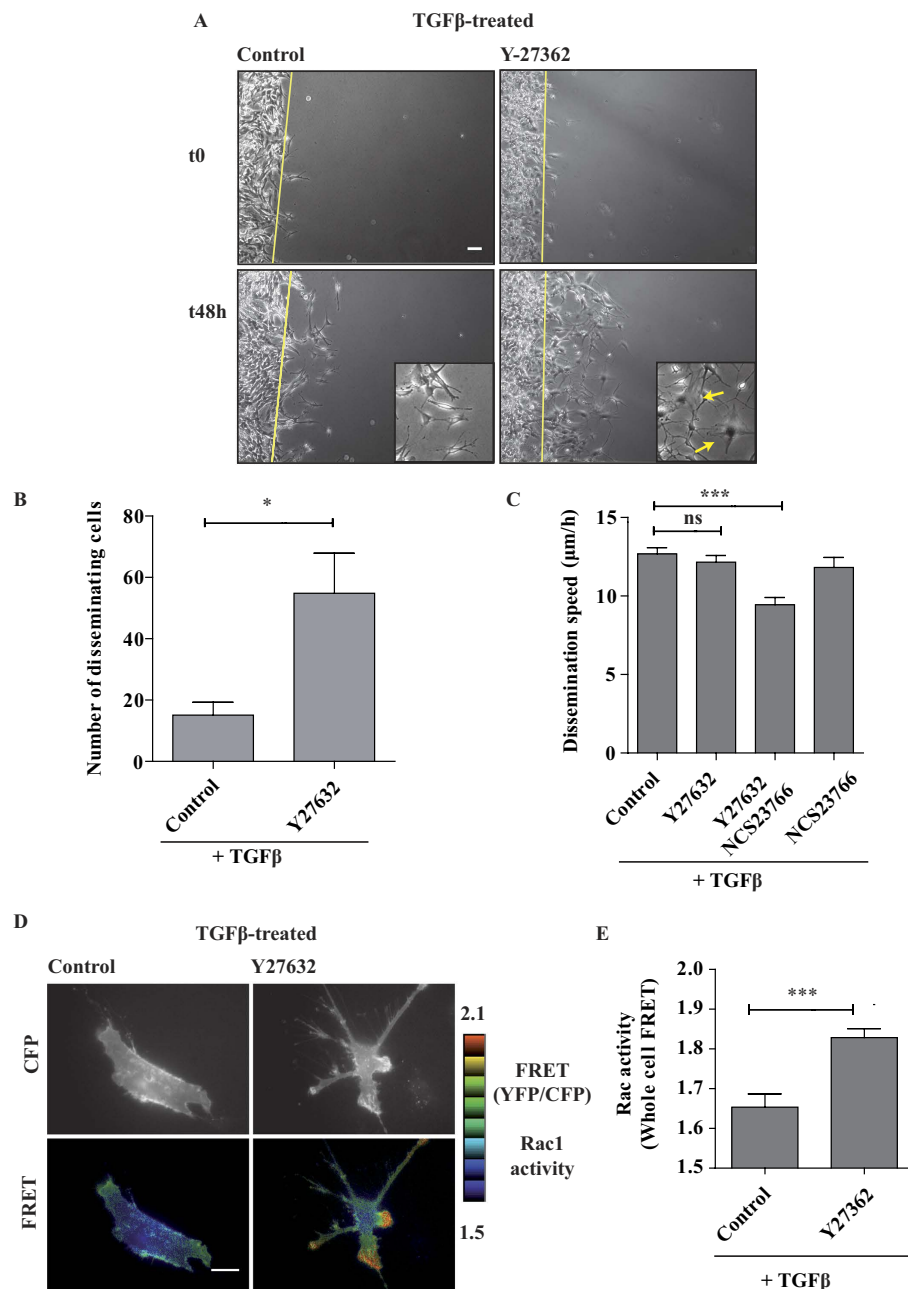 A
TGFβ-treated
Control
Y-27362
t0
t48h
B
Number of disseminating cells
80
60
40
20
0
*
Control
Y27632
+ TGFβ
C
Dissemination speed (µm/h)
15
10
5
0
***
ns
Control
Y27632
Y27632
NCS23766
NCS23766
+ TGFβ
D
TGFβ-treated
Control
Y27632
CFP
FRET
2.1
FRET
(YFP/CFP)
Rac1
activity
1.5
E
Rac activity
(Whole cell FRET)
2.0
1.9
1.8
1.7
1.6
1.5
***
Control
Y27362
+ TGFβ